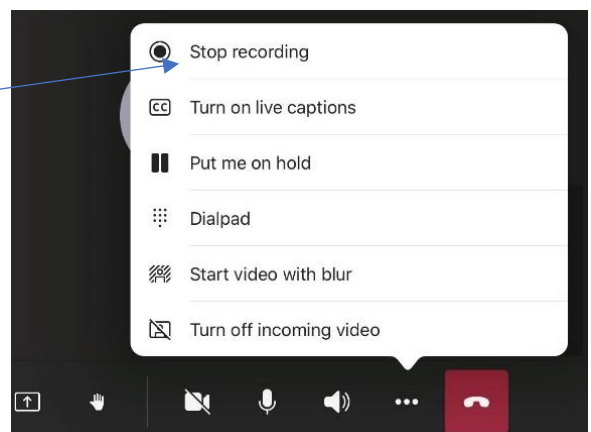 Stop recording
CC Turn on live captions
Put me on hold
Dialpad
Start video with blur
Turn off incoming video